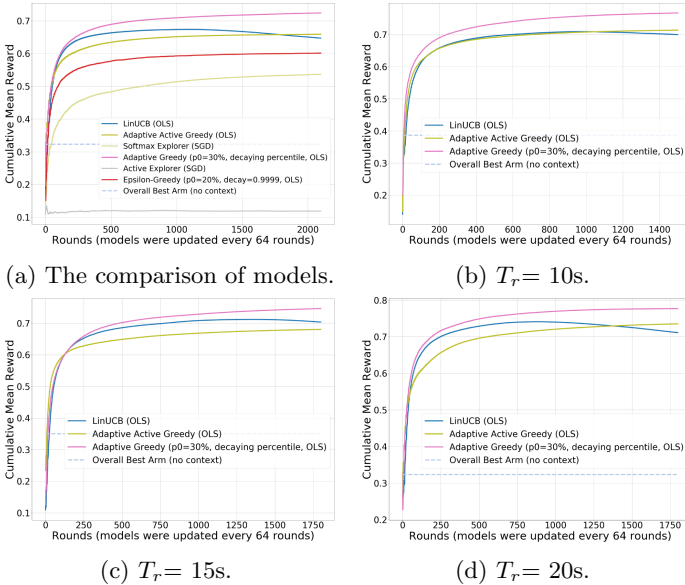 Cumulative Mean Reward
0.7
0.6
0.5
0.4
0.3
0.2
0.1
LinUCB (OLS)
Adaptive Active Greedy (OLS)
Softmax Explorer (SGD)
Adaptive Greedy (p0=30%, decaying percentile, OLS)
Active Explorer (SGD)
Epsilon-Greedy (p0=20%, decay=0.9999, OLS)
Overall Best Arm (no context)
0 500 1000 1500 2000
Rounds (models were updated every 64 rounds)
(a) The comparison of models.
Cumulative Mean Reward
0.7
0.6
0.5
0.4
0.3
0.2
LinUCB (OLS)
Adaptive Active Greedy (OLS)
Adaptive Greedy (p0=30%, decaying percentile, OLS)
Overall Best Arm (no context)
0 200 400 600 800 1000 1200 1400
Rounds (models were updated every 64 rounds)
(b) Tr= 10s.
Cumulative Mean Reward
0.7
0.6
0.5
0.4
0.3
0.2
0.1
LinUCB (OLS)
Adaptive Active Greedy (OLS)
Adaptive Greedy (p0=30%, decaying percentile, OLS)
Overall Best Arm (no context)
0 250 500 750 1000 1250 1500 1750
Rounds (models were updated every 64 rounds)
(c) Tr= 15s.
Cumulative Mean Reward
0.8
0.7
0.6
0.5
0.4
0.3
0.2
LinUCB (OLS)
Adaptive Active Greedy (OLS)
Adaptive Greedy (p0=30%, decaying percentile, OLS)
Overall Best Arm (no context)
0 250 500 750 1000 1250 1500 1750
Rounds (models were updated every 64 rounds)
(d) Tr= 20s.